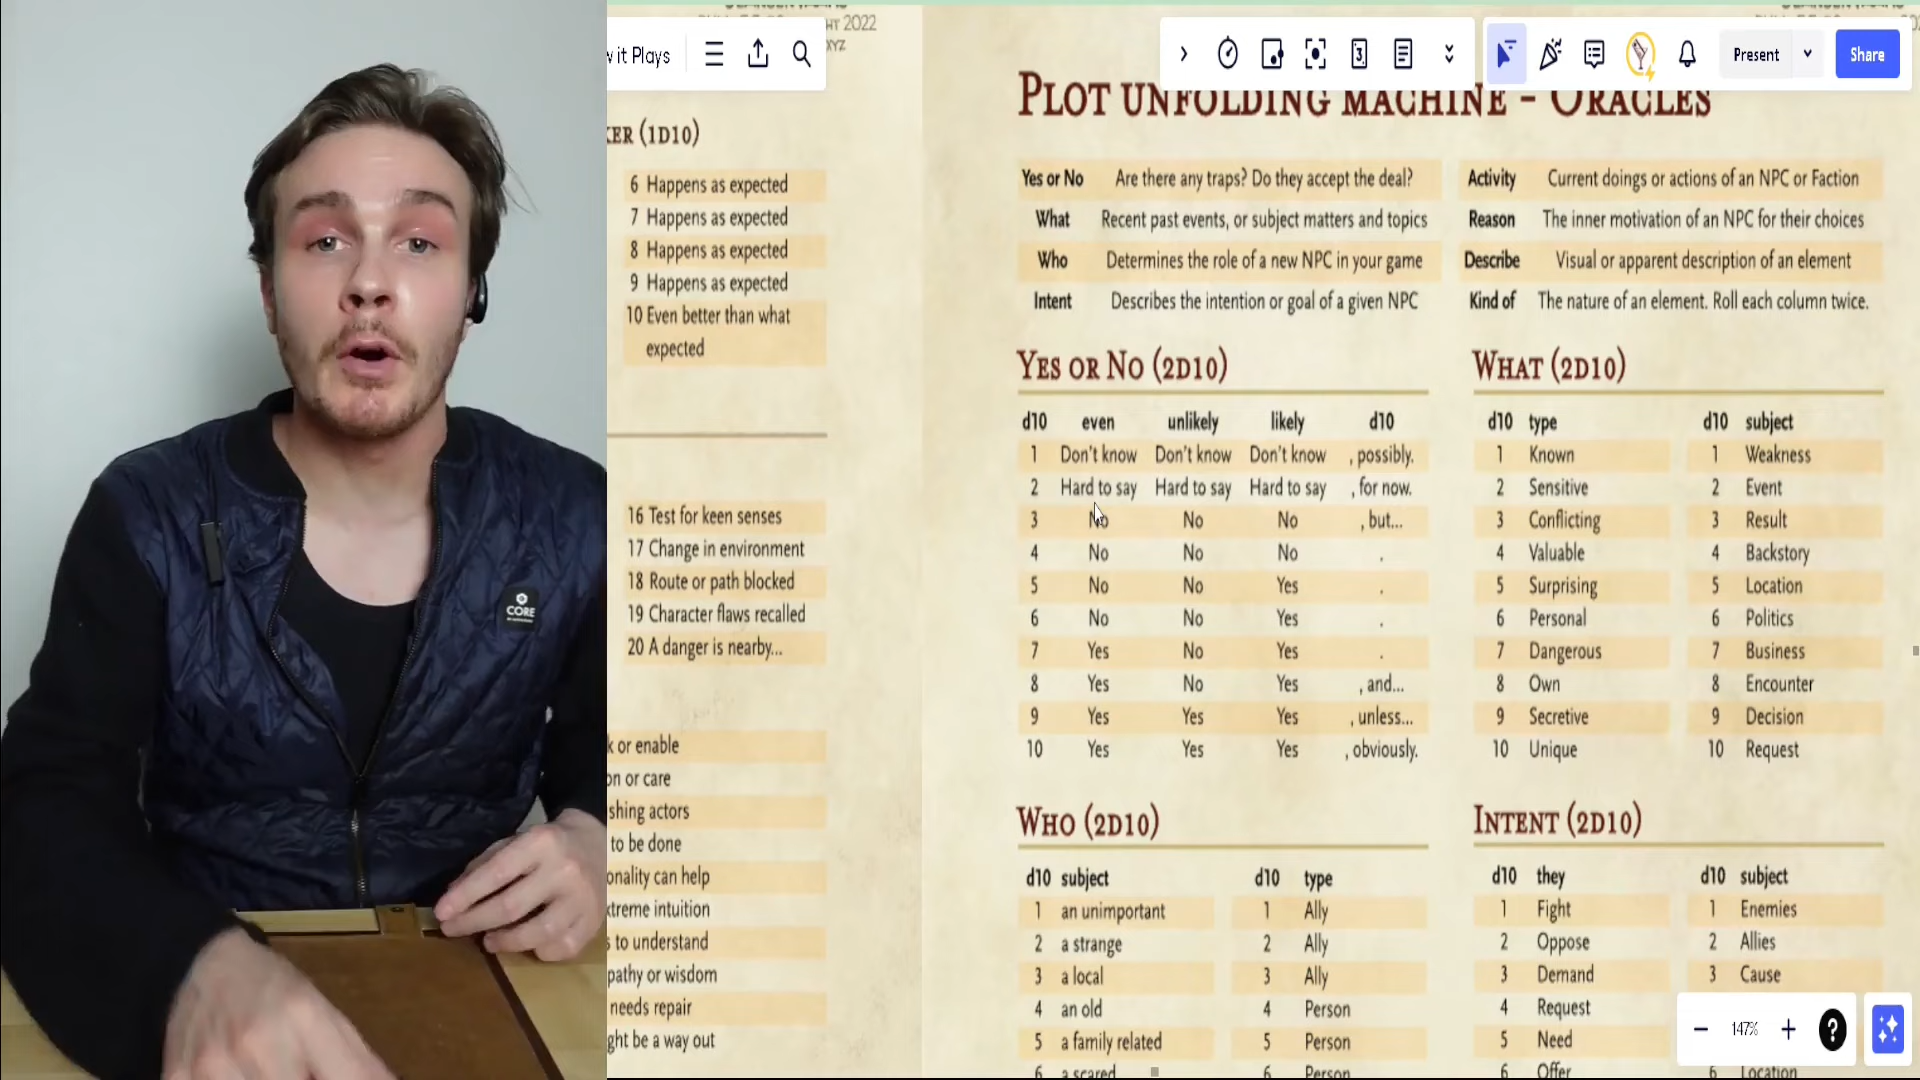 HT 2022
XYZ
w it Plays
3
Present
Share
KER (1D10)
6 Happens as expected
7 Happens as expected
8 Happens as expected
9 Happens as expected
10 Even better than what
expected
16 Test for keen senses
17 Change in environment
18 Route or path blocked
19 Character flaws recalled
20 A danger is nearby...
k or enable
on or care
shing actors
to be done
onality can help
xtreme intuition
s to understand
pathy or wisdom
needs repair
ght be a way out
CORE
Plot unfolding machine - Oracles
Yes or No Are there any traps? Do they accept the deal?
What Recent past events, or subject matters and topics
Who Determines the role of a new NPC in your game
Intent Describes the intention or goal of a given NPC
Activity Current doings or actions of an NPC or Faction
Reason The inner motivation of an NPC for their choices
Describe Visual or apparent description of an element
Kind of The nature of an element. Roll each column twice.
Yes or No (2D10)
d10 even unlikely likely d10
1 Don't know Don't know Don't know , possibly.
2 Hard to say Hard to say Hard to say , for now.
3 No No No , but...
4 No No No .
5 No No Yes .
6 No No Yes .
7 Yes No Yes .
8 Yes No Yes , and...
9 Yes Yes Yes , unless...
10 Yes Yes Yes , obviously.
What (2D10)
d10 type d10 subject
1 Known 1 Weakness
2 Sensitive 2 Event
3 Conflicting 3 Result
4 Valuable 4 Backstory
5 Surprising 5 Location
6 Personal 6 Politics
7 Dangerous 7 Business
8 Own 8 Encounter
9 Secretive 9 Decision
10 Unique 10 Request
Who (2D10)
d10 subject d10 type
1 an unimportant 1 Ally
2 a strange 2 Ally
3 a local 3 Ally
4 an old 4 Person
5 a family related 5 Person
6 a scared 6 Person
Intent (2D10)
d10 they d10 subject
1 Fight 1 Enemies
2 Oppose 2 Allies
3 Demand 3 Cause
4 Request
5 Need
6 Offer 6 Location
147%
?